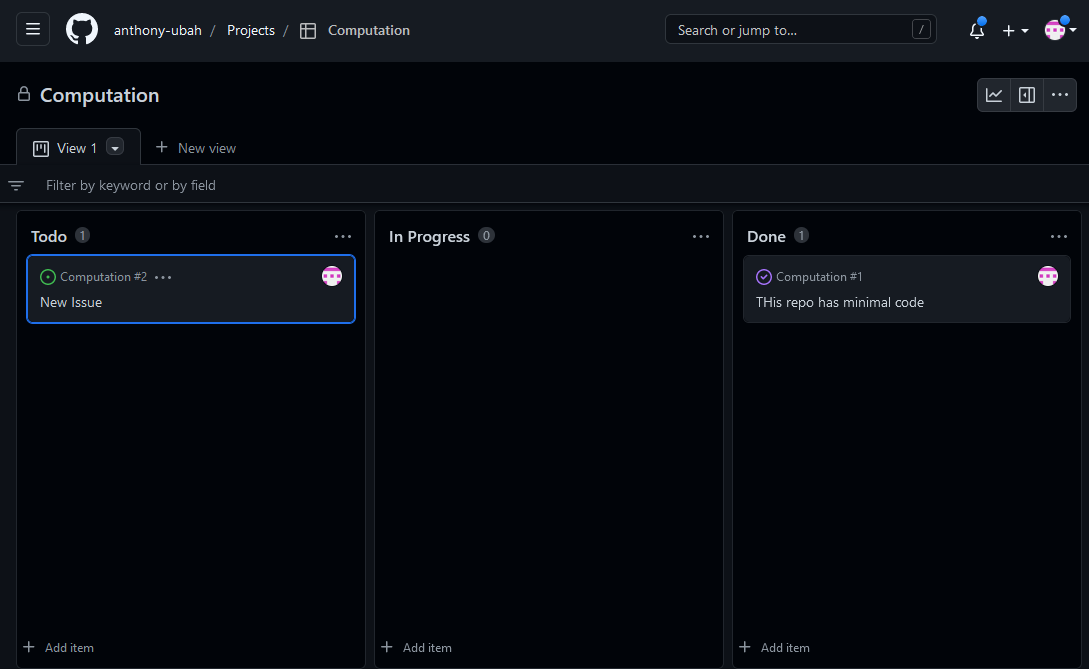 anthony-ubah / Projects / Computation
Search or jump to... /
Computation
View 1
New view
Filter by keyword or by field
Todo 1
Computation #2
New Issue
Add item
In Progress 0
Add item
Done 1
Computation #1
THis repo has minimal code
Add item